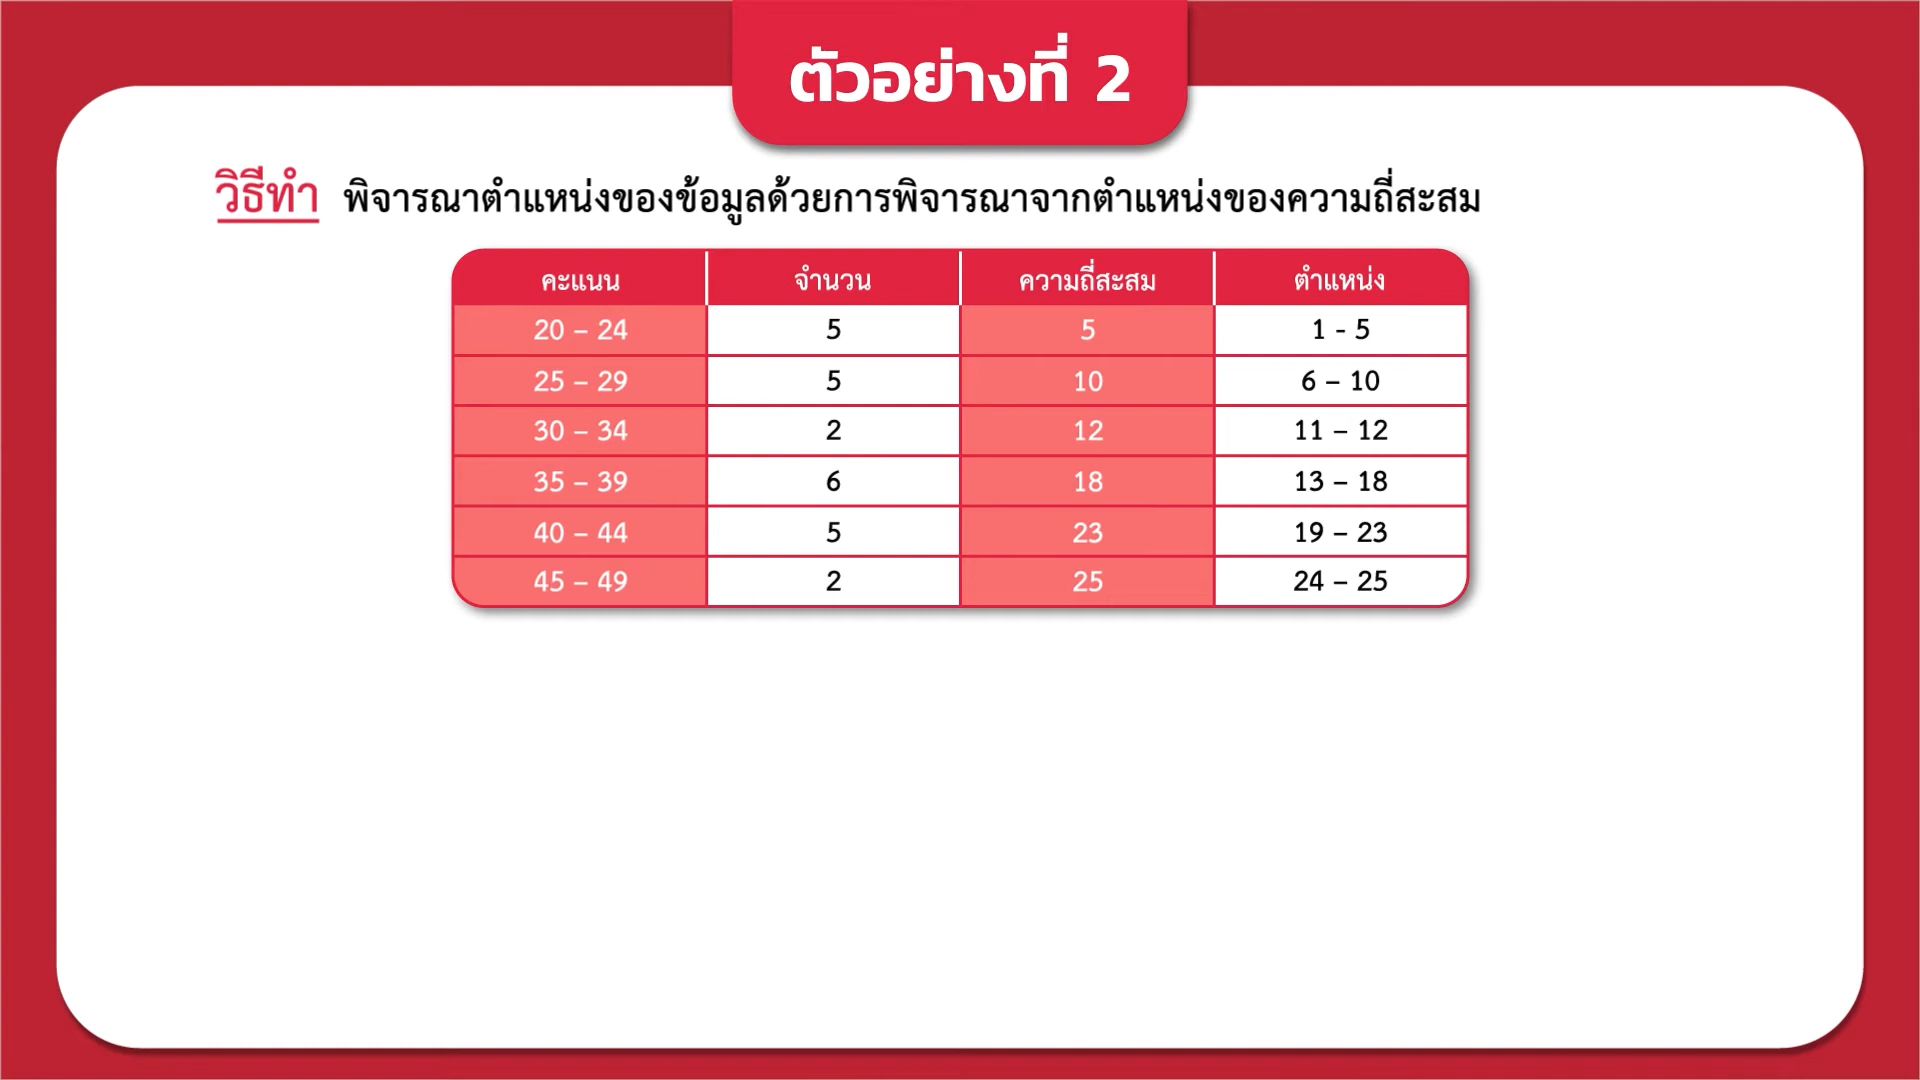 ตัวอย่างที่ 2
วิธีทำ พิจารณาตำแหน่งของข้อมูลด้วยการพิจารณาจากตำแหน่งของความถี่สะสม
คะแนน จำนวน ความถี่สะสม ตำแหน่ง
20 – 24 5 5 1 - 5
25 – 29 5 10 6 – 10
30 – 34 2 12 11 – 12
35 – 39 6 18 13 – 18
40 – 44 5 23 19 – 23
45 – 49 2 25 24 – 25